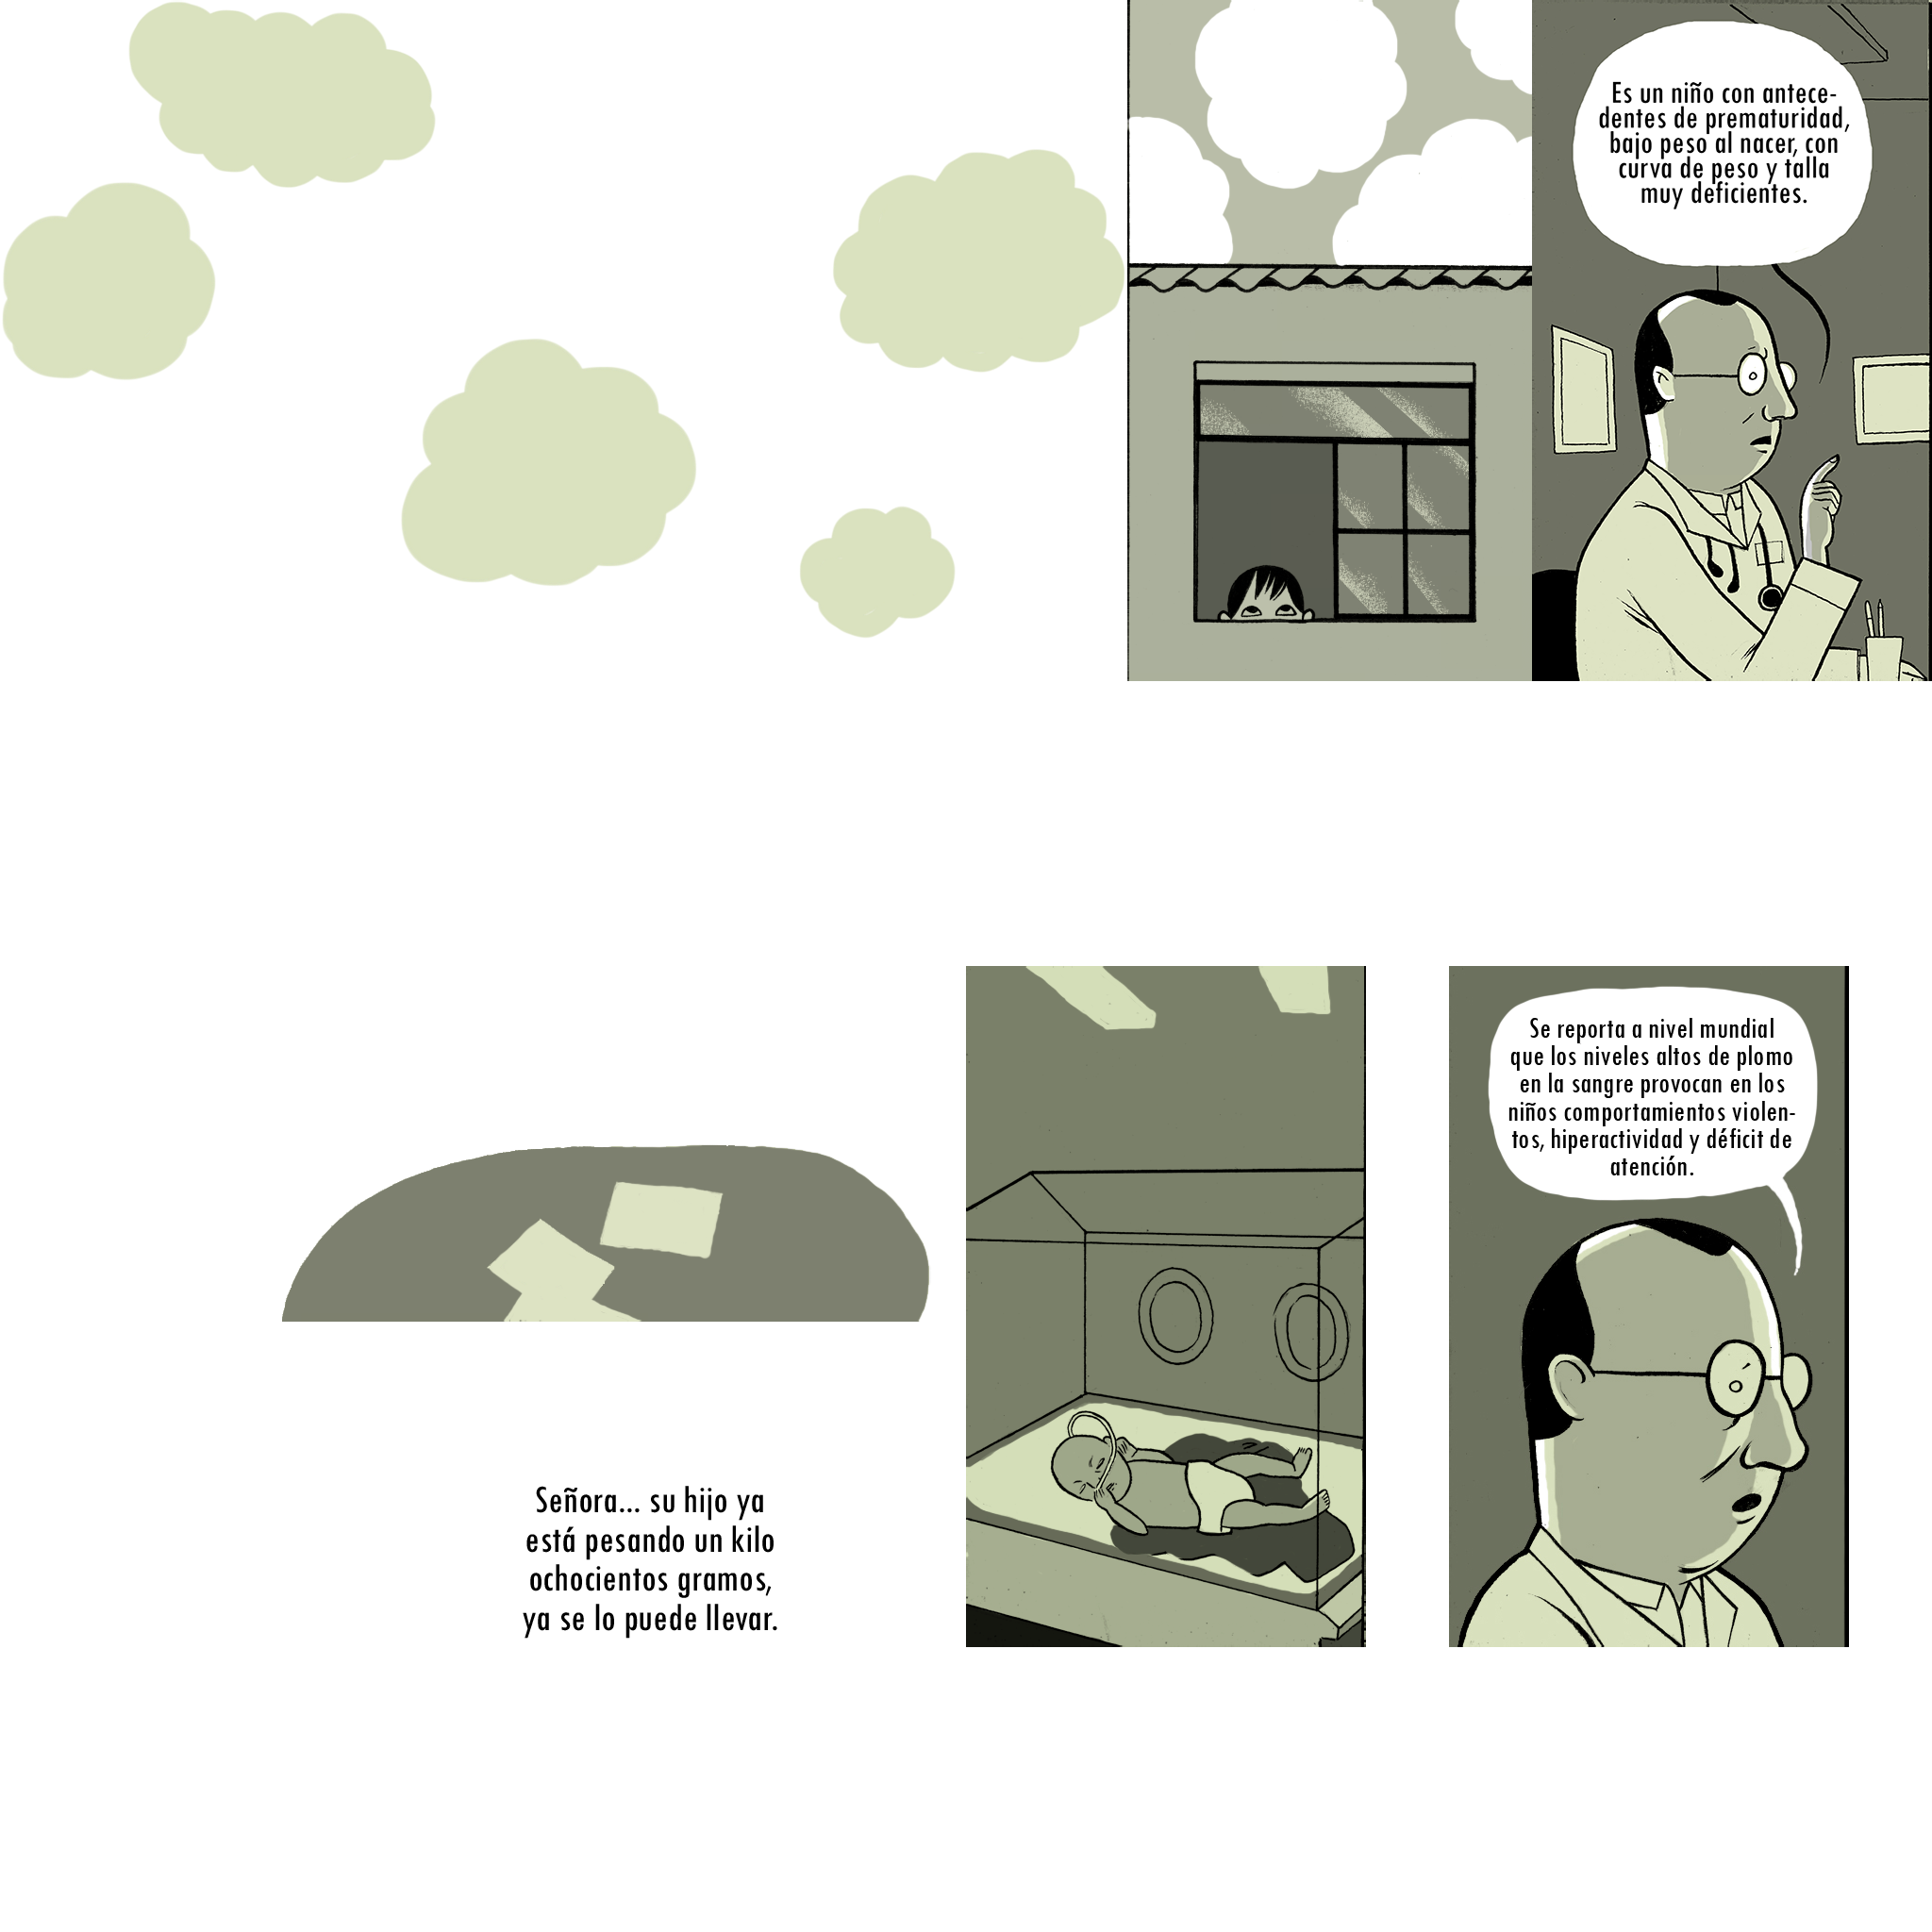 Es un niño con antece-
dentes de prematuridad,
bajo peso al nacer, con
curva de peso y talla
muy deficientes.
Señora... su hijo ya
está pesando un kilo
ochocientos gramos,
ya se lo puede llevar.
Se reporta a nivel mundial
que los niveles altos de plomo
en la sangre provocan en los
niños comportamientos violen-
tos, hiperactividad y déficit de
atención.